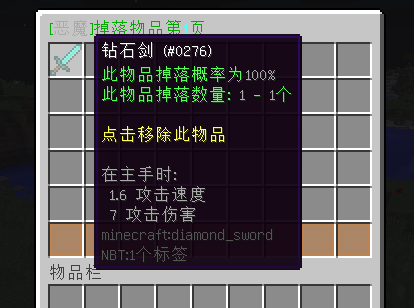 [恶魔]掉落物品第1页
钻石剑 (#0276)
此物品掉落概率为100%
此物品掉落数量: 1 - 1个
点击移除此物品
在主手时:
1.6 攻击速度
7 攻击伤害
minecraft:diamond_sword
NBT:1个标签
物品栏